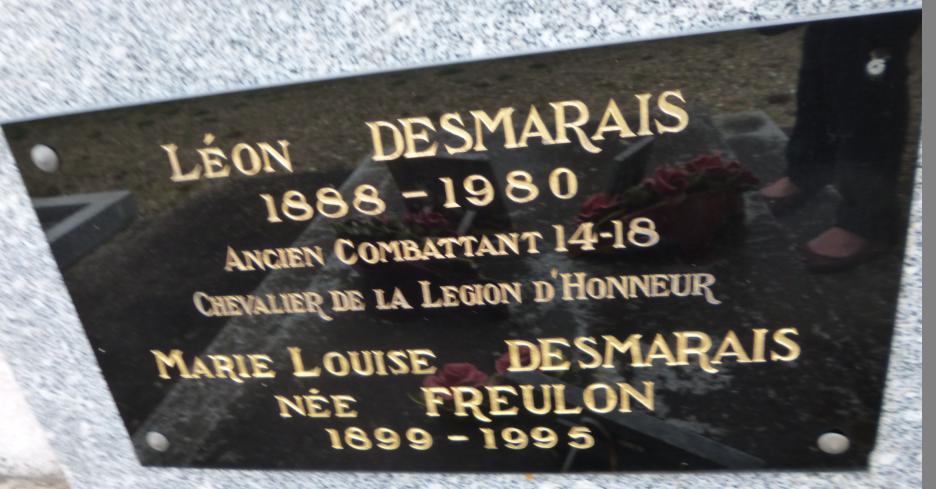 LÉON DESMARAIS
1888 - 1980
ANCIEN COMBATTANT 14-18
CHEVALIER DE LA LEGION D'HONNEUR
MARIE LOUISE DESMARAIS
NÉE FREULON
1899 - 1995